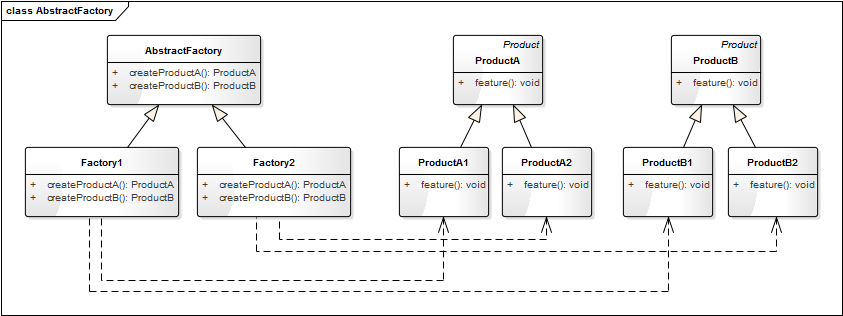 class AbstractFactory
AbstractFactory
+ createProductA(): ProductA
+ createProductB(): ProductB
Product
ProductA
+ feature(): void
Product
ProductB
+ feature(): void
Factory1
+ createProductA(): ProductA
+ createProductB(): ProductB
Factory2
+ createProductA(): ProductA
+ createProductB(): ProductB
ProductA1
+ feature(): void
ProductA2
+ feature(): void
ProductB1
+ feature(): void
ProductB2
+ feature(): void